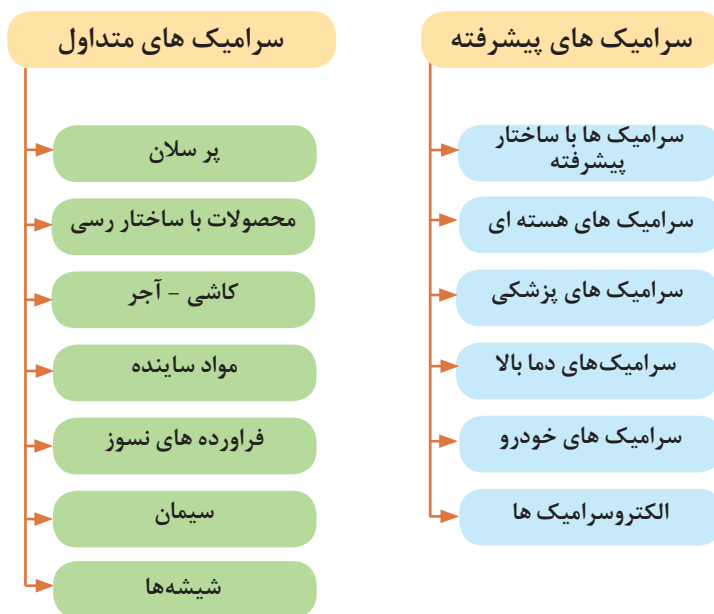 سرامیک های پیشرفته
سرامیک ها با ساختار
پیشرفته
سرامیک های هسته ای
سرامیک های پزشکی
سرامیک‌های دما بالا
سرامیک های خودرو
الکتروسرامیک ها
سرامیک های متداول
پر سلان
محصولات با ساختار رسی
کاشی – آجر
مواد ساینده
فراورده های نسوز
سیمان
شیشه‌ها